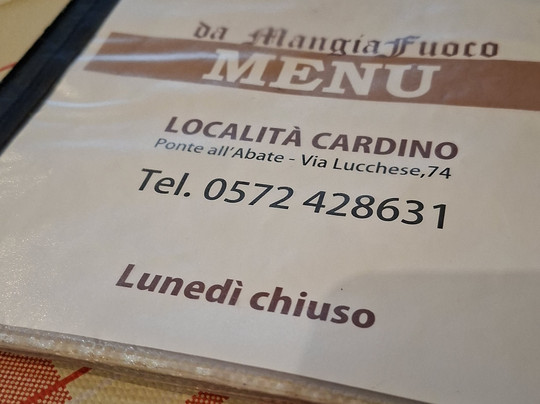 da MangiaFuoco
MENU
LOCALITÀ CARDINO
Ponte all'Abate - Via Lucchese,74
Tel. 0572 428631
Lunedì chiuso